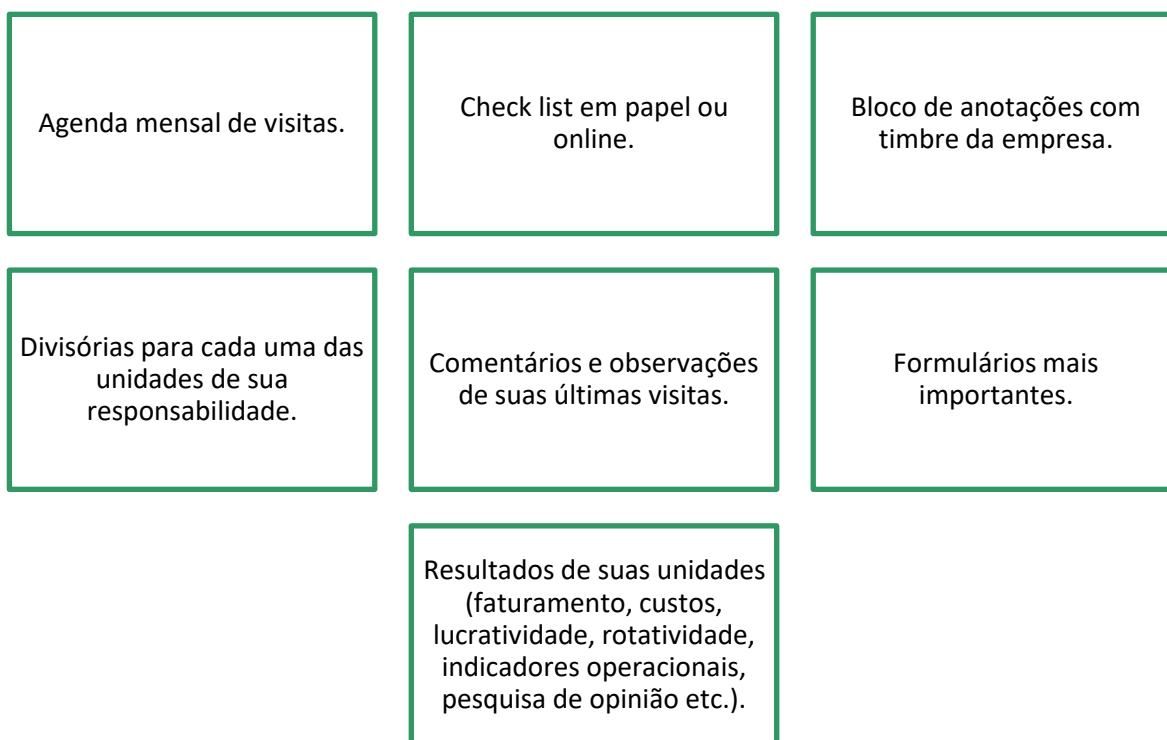 Agenda mensal de visitas.
Check list em papel ou
online.
Bloco de anotações com
timbre da empresa.
Divisórias para cada uma das
unidades de sua
responsabilidade.
Comentários e observações
de suas últimas visitas.
Formulários mais
importantes.
Resultados de suas unidades
(faturamento, custos,
lucratividade, rotatividade,
indicadores operacionais,
pesquisa de opinião etc.).